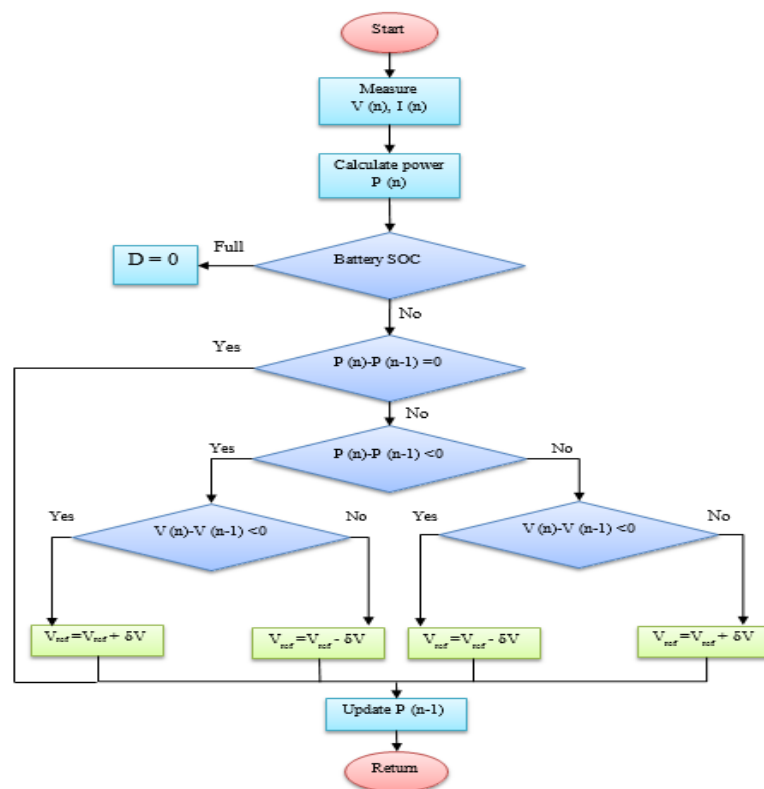 Start
Measure
V (n), I (n)
Calculate power
P (n)
Full
D = 0
Battery SOC
No
Yes
P (n)-P (n-1) =0
No
Yes
P (n)-P (n-1) <0
No
Yes
V (n)-V (n-1) <0
No
Yes
V (n)-V (n-1) <0
No
Vref =Vref + δV
Vref =Vref - δV
Vref =Vref - δV
Vref =Vref + δV
Update P (n-1)
Return